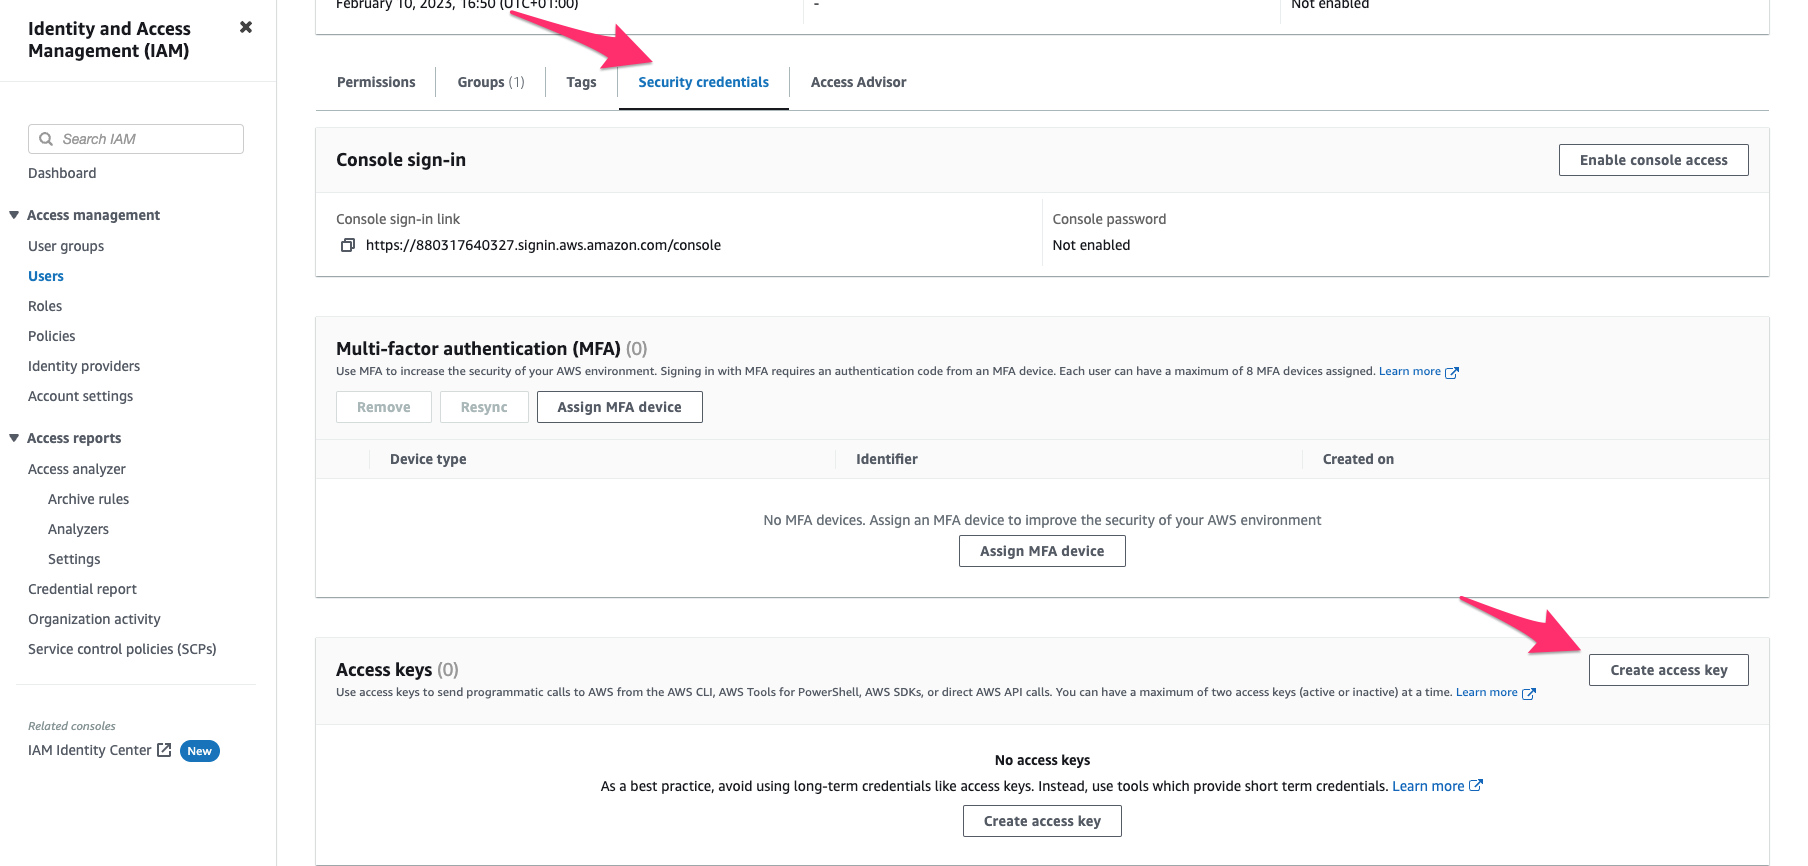 Identity and Access
Management (IAM)
Search IAM
Dashboard
Access management
User groups
Users
Roles
Policies
Identity providers
Account settings
Access reports
Access analyzer
Archive rules
Analyzers
Settings
Credential report
Organization activity
Service control policies (SCPs)
Related consoles
IAM Identity Center New
February 10, 2023, 16:50 (UTC+01:00)
-
Not enabled
Permissions
Groups (1)
Tags
Security credentials
Access Advisor
Console sign-in
Enable console access
Console sign-in link
https://880317640327.signin.aws.amazon.com/console
Console password
Not enabled
Multi-factor authentication (MFA) (0)
Use MFA to increase the security of your AWS environment. Signing in with MFA requires an authentication code from an MFA device. Each user can have a maximum of 8 MFA devices assigned. Learn more
Remove
Resync
Assign MFA device
Device type
Identifier
Created on
No MFA devices. Assign an MFA device to improve the security of your AWS environment
Assign MFA device
Access keys (0)
Create access key
Use access keys to send programmatic calls to AWS from the AWS CLI, AWS Tools for PowerShell, AWS SDKs, or direct AWS API calls. You can have a maximum of two access keys (active or inactive) at a time. Learn more
No access keys
As a best practice, avoid using long-term credentials like access keys. Instead, use tools which provide short term credentials. Learn more
Create access key